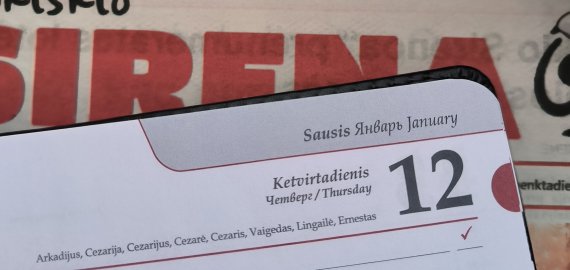 SIRENA
Sausis Январь January
Ketvirtadienis
Четверг / Thursday
12
Arkadijus, Cezarija, Cezarijus, Cezarė, Cezaris, Vaigedas, Lingailė, Ernestas